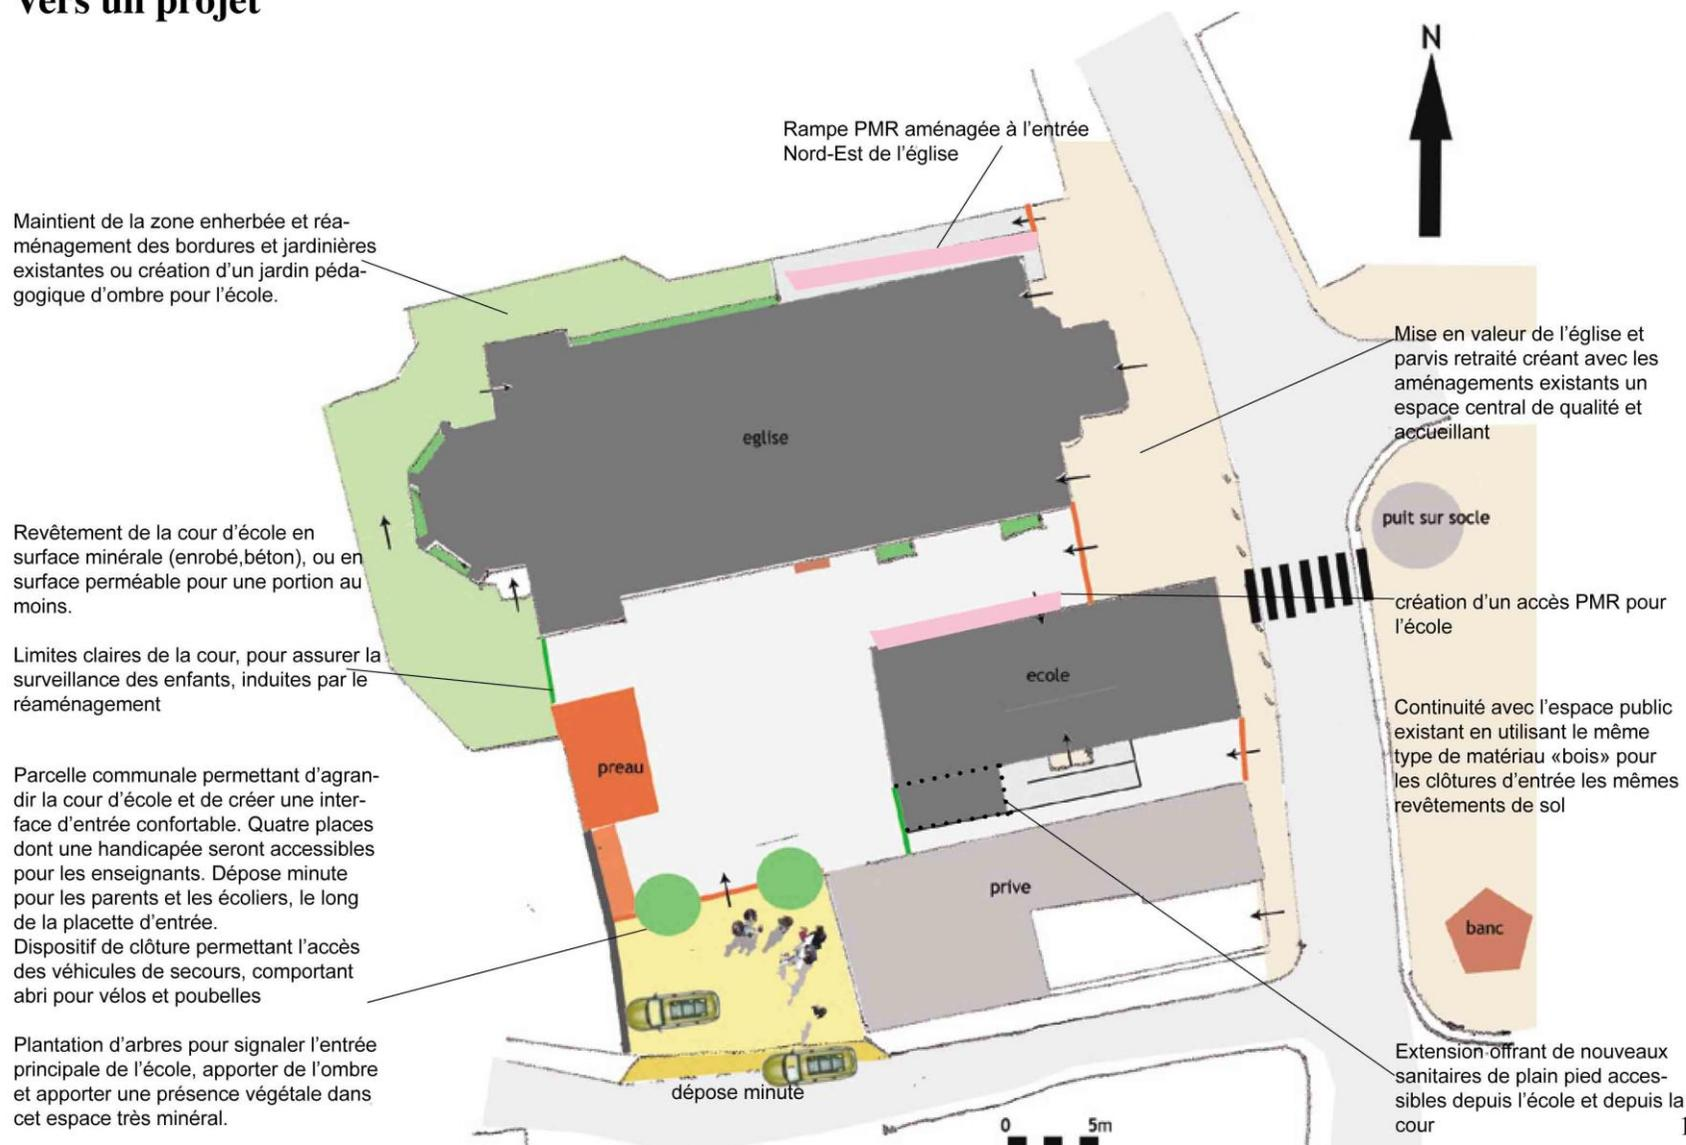 Vers un projet
N
Rampe PMR aménagée à l'entrée
Nord-Est de l'église
Maintient de la zone enherbée et réa-
ménagement des bordures et jardinières
existantes ou création d'un jardin péda-
gogique d'ombre pour l'école.
Mise en valeur de l'église et
parvis retraité créant avec les
aménagements existants un
espace central de qualité et
accueillant
eglise
puit sur socle
Revêtement de la cour d'école en
surface minérale (enrobé,béton), ou en
surface perméable pour une portion au
moins.
création d'un accès PMR pour
l'école
Limites claires de la cour, pour assurer la
surveillance des enfants, induites par le
réaménagement
ecole
Continuité avec l'espace public
existant en utilisant le même
type de matériau «bois» pour
les clôtures d'entrée les mêmes
revêtements de sol
preau
Parcelle communale permettant d'agran-
dir la cour d'école et de créer une inter-
face d'entrée confortable. Quatre places
dont une handicapée seront accessibles
pour les enseignants. Dépose minute
pour les parents et les écoliers, le long
de la placette d'entrée.
Dispositif de clôture permettant l'accès
des véhicules de secours, comportant
abri pour vélos et poubelles
prive
banc
Plantation d'arbres pour signaler l'entrée
principale de l'école, apporter de l'ombre
et apporter une présence végétale dans
cet espace très minéral.
dépose minute
Extension offrant de nouveaux
sanitaires de plain pied acces-
sibles depuis l'école et depuis la
cour
0 5m
1